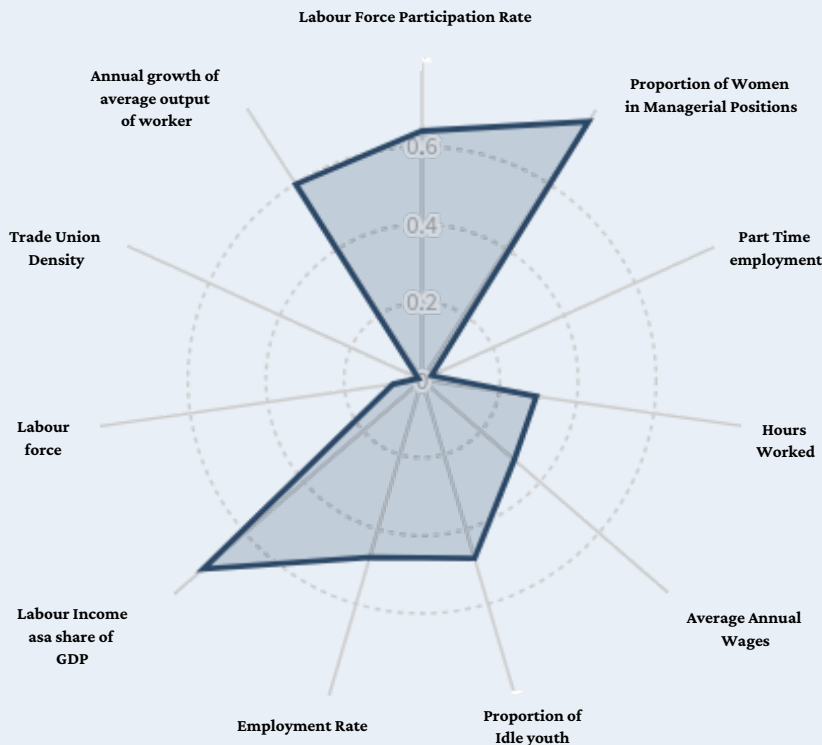 Labour Force Participation Rate
Annual growth of
average output
of worker
Proportion of Women
in Managerial Positions
0.6
0.4
0.2
0
Trade Union
Density
Part Time
employment
Labour
force
Hours
Worked
Labour Income
asa share of
GDP
Average Annual
Wages
Employment Rate
Proportion of
Idle youth